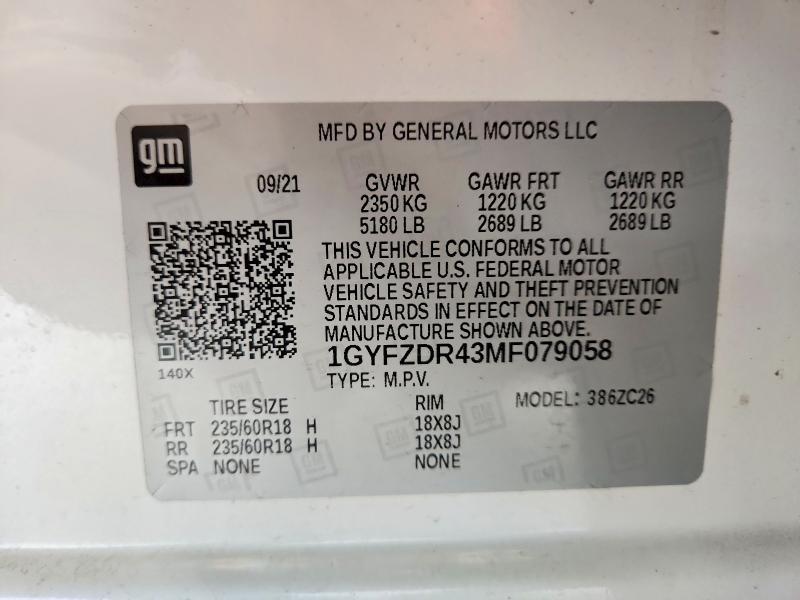 gm
MFD BY GENERAL MOTORS LLC
09/21 GVWR GAWR FRT GAWR RR
2350 KG 1220 KG 1220 KG
5180 LB 2689 LB 2689 LB
THIS VEHICLE CONFORMS TO ALL
APPLICABLE U.S. FEDERAL MOTOR
VEHICLE SAFETY AND THEFT PREVENTION
STANDARDS IN EFFECT ON THE DATE OF
MANUFACTURE SHOWN ABOVE.
1GYFZDR43MF079058
140X
TYPE: M.P.V.
TIRE SIZE RIM MODEL: 386ZC26
FRT 235/60R18 H 18X8J
RR 235/60R18 H 18X8J
SPA NONE NONE